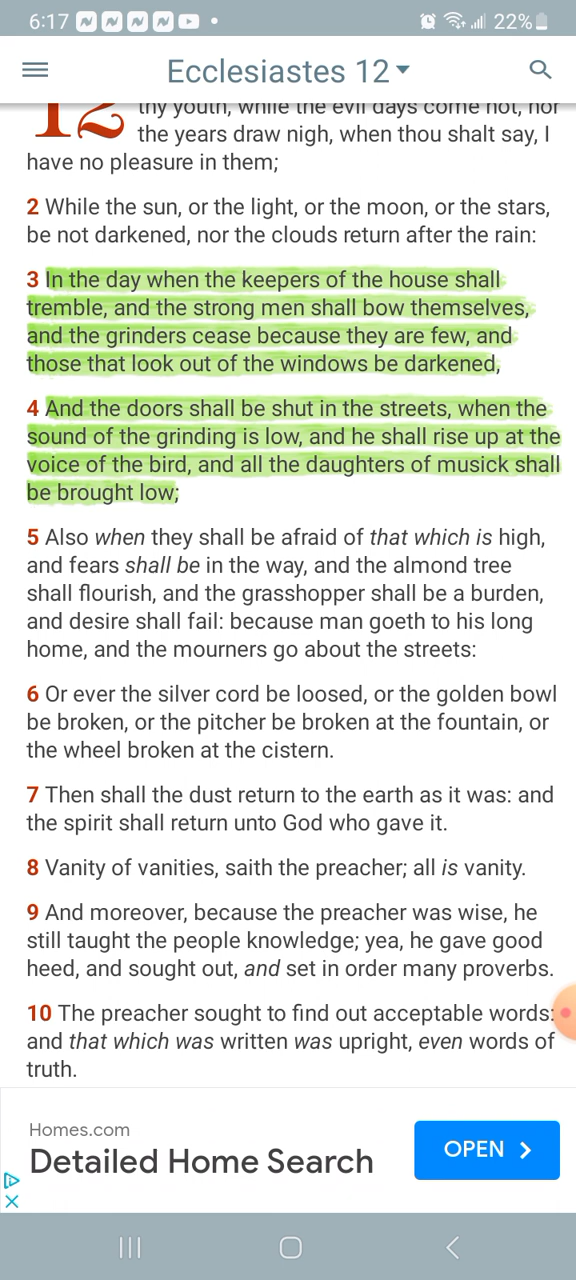 6:17
22%
Ecclesiastes 12
12 thy youth, while the evil days come not, nor
the years draw nigh, when thou shalt say, I
have no pleasure in them;
2 While the sun, or the light, or the moon, or the stars,
be not darkened, nor the clouds return after the rain:
3 In the day when the keepers of the house shall
tremble, and the strong men shall bow themselves,
and the grinders cease because they are few, and
those that look out of the windows be darkened,
4 And the doors shall be shut in the streets, when the
sound of the grinding is low, and he shall rise up at the
voice of the bird, and all the daughters of musick shall
be brought low;
5 Also when they shall be afraid of that which is high,
and fears shall be in the way, and the almond tree
shall flourish, and the grasshopper shall be a burden,
and desire shall fail: because man goeth to his long
home, and the mourners go about the streets:
6 Or ever the silver cord be loosed, or the golden bowl
be broken, or the pitcher be broken at the fountain, or
the wheel broken at the cistern.
7 Then shall the dust return to the earth as it was: and
the spirit shall return unto God who gave it.
8 Vanity of vanities, saith the preacher; all is vanity.
9 And moreover, because the preacher was wise, he
still taught the people knowledge; yea, he gave good
heed, and sought out, and set in order many proverbs.
10 The preacher sought to find out acceptable words:
and that which was written was upright, even words of
truth.
Homes.com
Detailed Home Search
OPEN